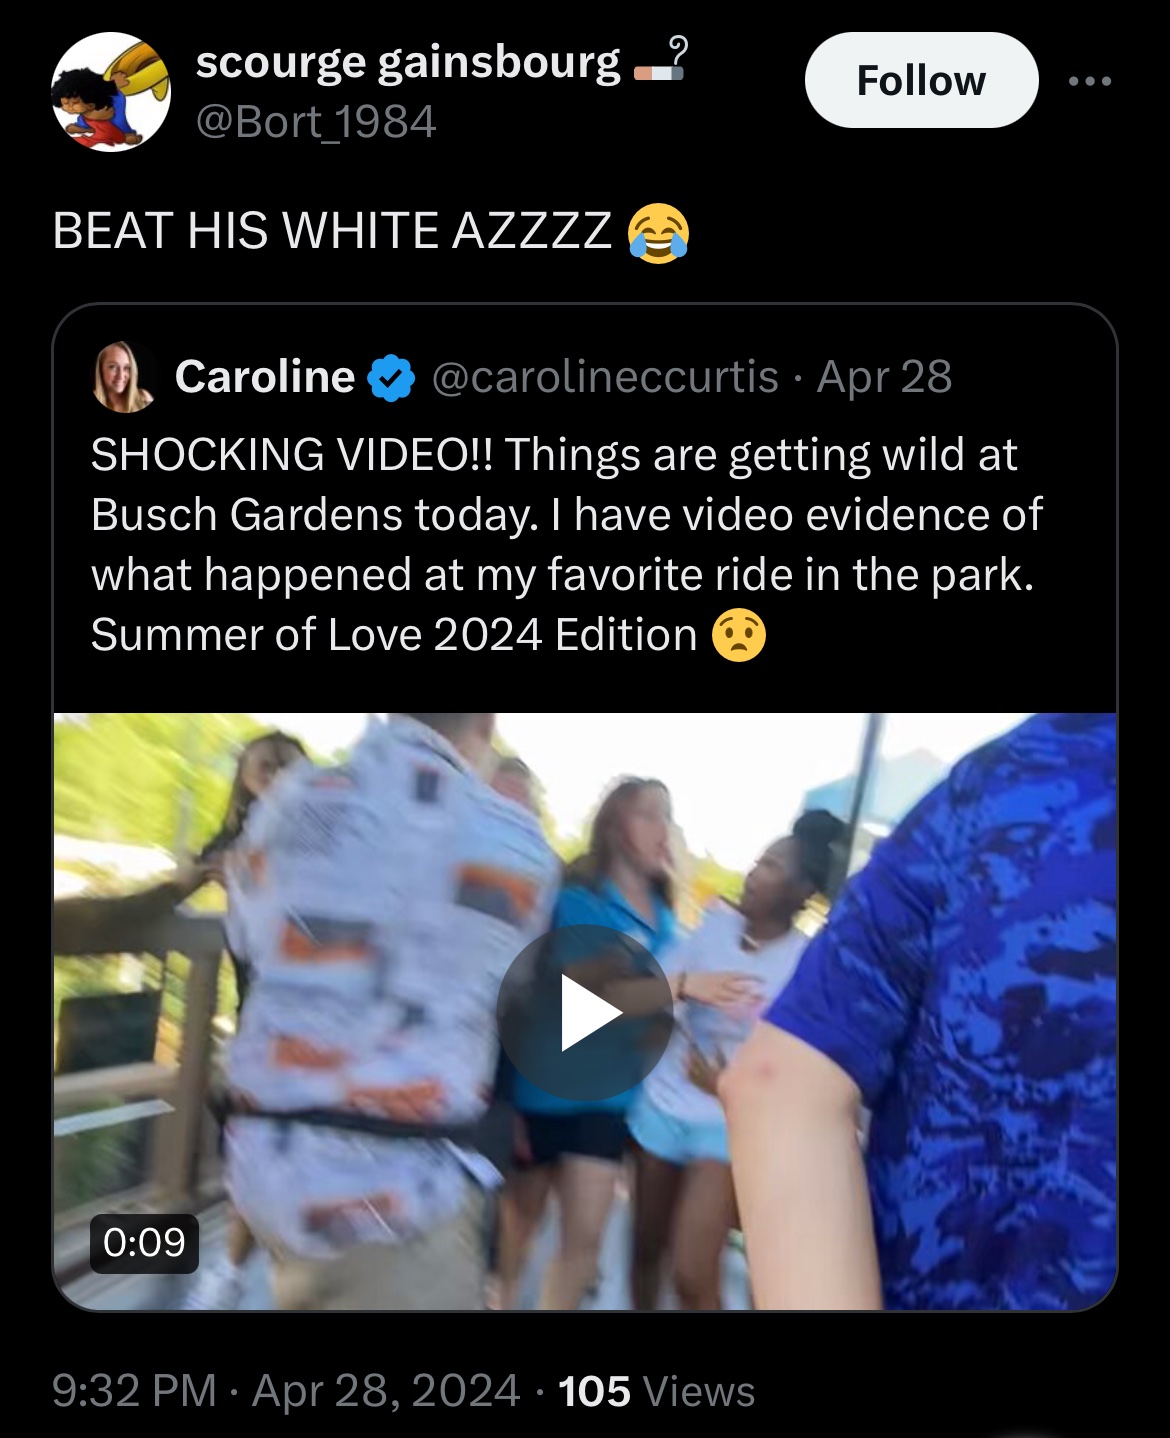 scourge gainsbourg 🚬
@Bort_1984
Follow
BEAT HIS WHITE AZZZZ 😂
Caroline @carolineccurtis · Apr 28
SHOCKING VIDEO!! Things are getting wild at
Busch Gardens today. I have video evidence of
what happened at my favorite ride in the park.
Summer of Love 2024 Edition 😟
0:09
9:32 PM · Apr 28, 2024 · 105 Views